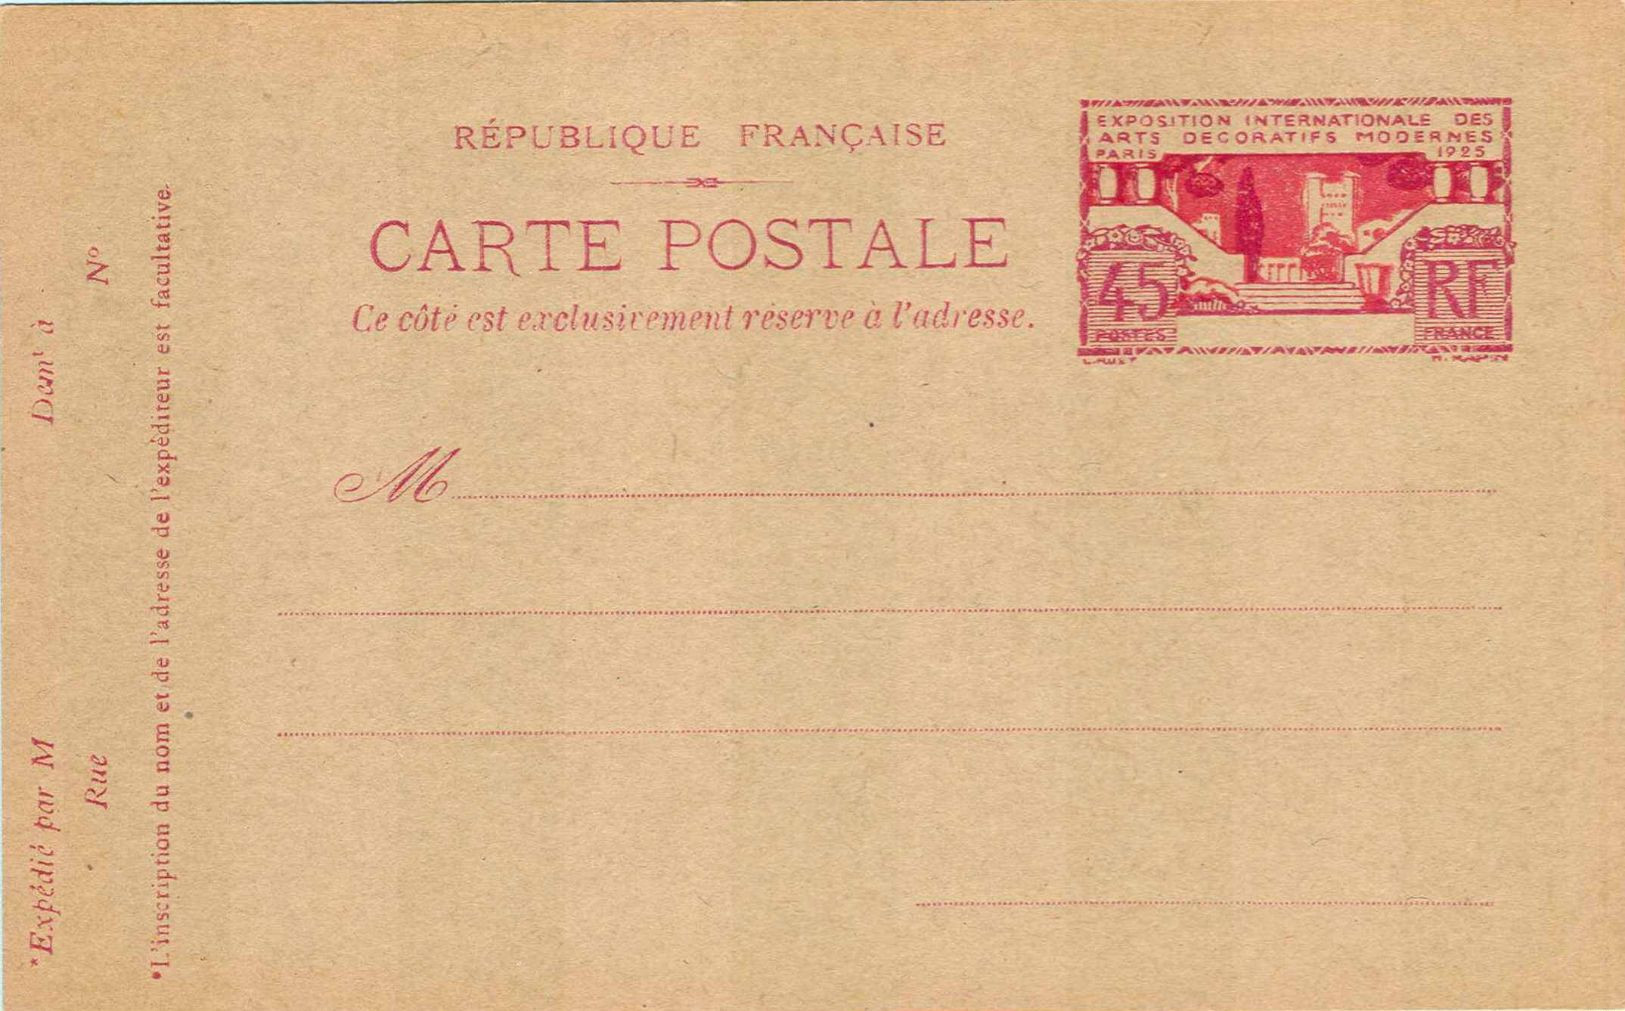 RÉPUBLIQUE FRANÇAISE
CARTE POSTALE
Ce côté est exclusivement réservé à l'adresse.
EXPOSITION INTERNATIONALE DES
ARTS DECORATIFS MODERNES
PARIS 1925
45 RF
POSTES FRANCE
M
*Expédié par M Demt à
Rue No
*L'inscription du nom et de l'adresse de l'expéditeur est facultative.